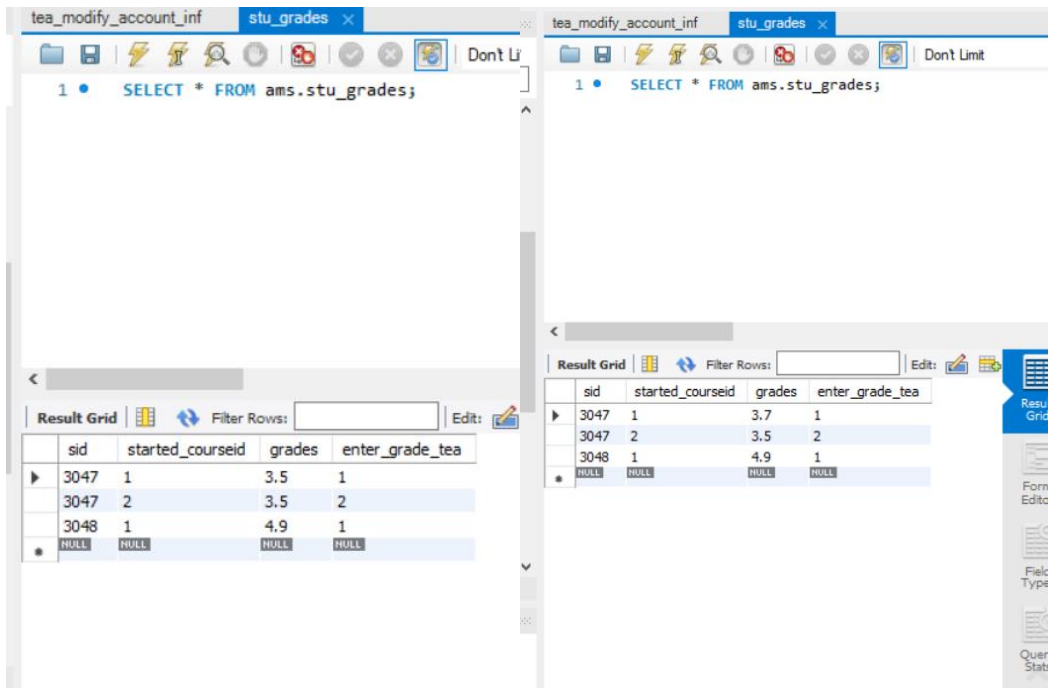 tea_modify_account_inf stu_grades
Don't Li
1 SELECT * FROM ams.stu_grades;
Result Grid Filter Rows: Edit:
sid started_courseid grades enter_grade_tea
3047 1 3.5 1
3047 2 3.5 2
3048 1 4.9 1
NULL NULL NULL NULL
tea_modify_account_inf stu_grades
Don't Limit
1 SELECT * FROM ams.stu_grades;
Result Grid Filter Rows: Edit:
sid started_courseid grades enter_grade_tea
3047 1 3.7 1
3047 2 3.5 2
3048 1 4.9 1
NULL NULL NULL NULL
Resu
Grid
Form
Edito
Field
Type
Quer
Stat